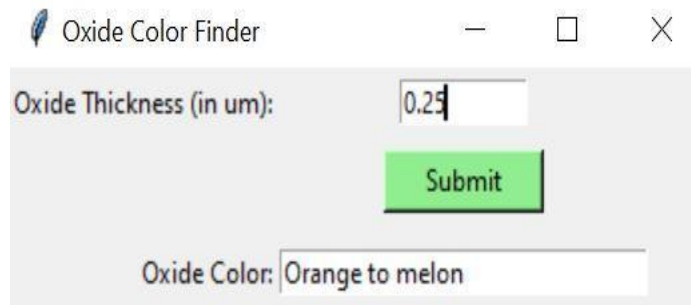 Oxide Color Finder
Oxide Thickness (in um): 0.25
Submit
Oxide Color: Orange to melon